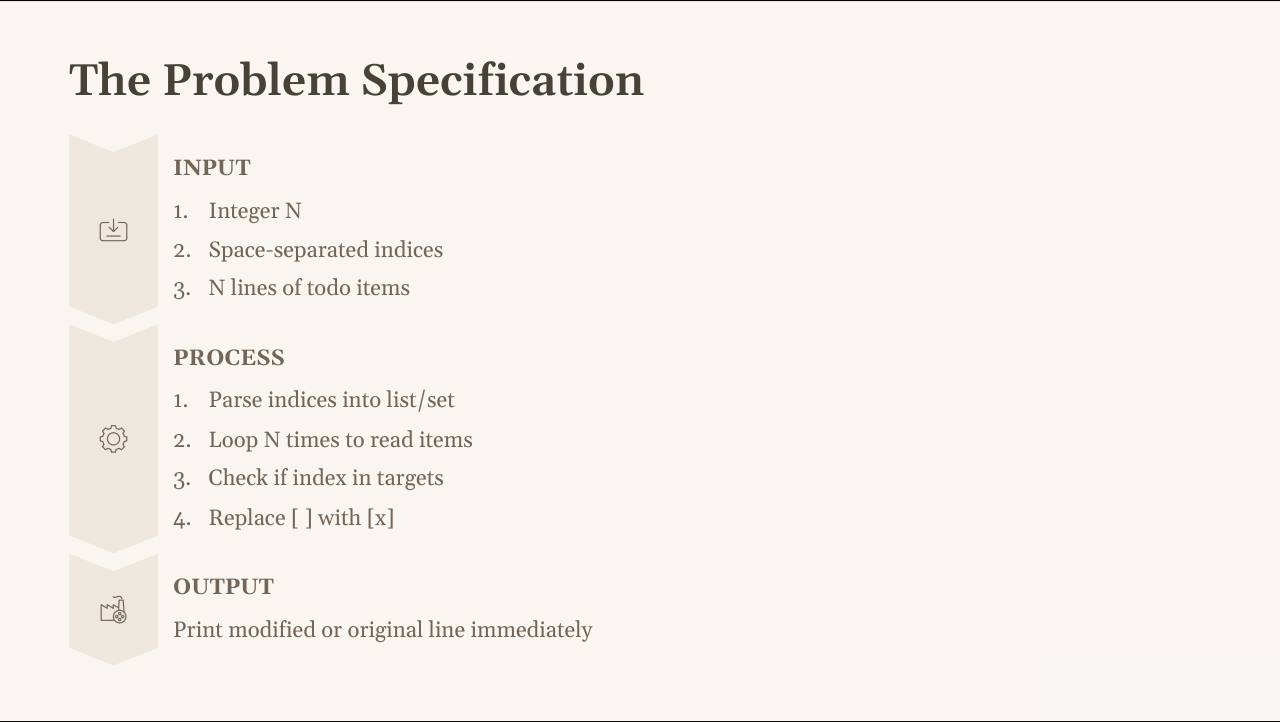 The Problem Specification
INPUT
1. Integer N
2. Space-separated indices
3. N lines of todo items
PROCESS
1. Parse indices into list/set
2. Loop N times to read items
3. Check if index in targets
4. Replace [ ] with [x]
OUTPUT
Print modified or original line immediately